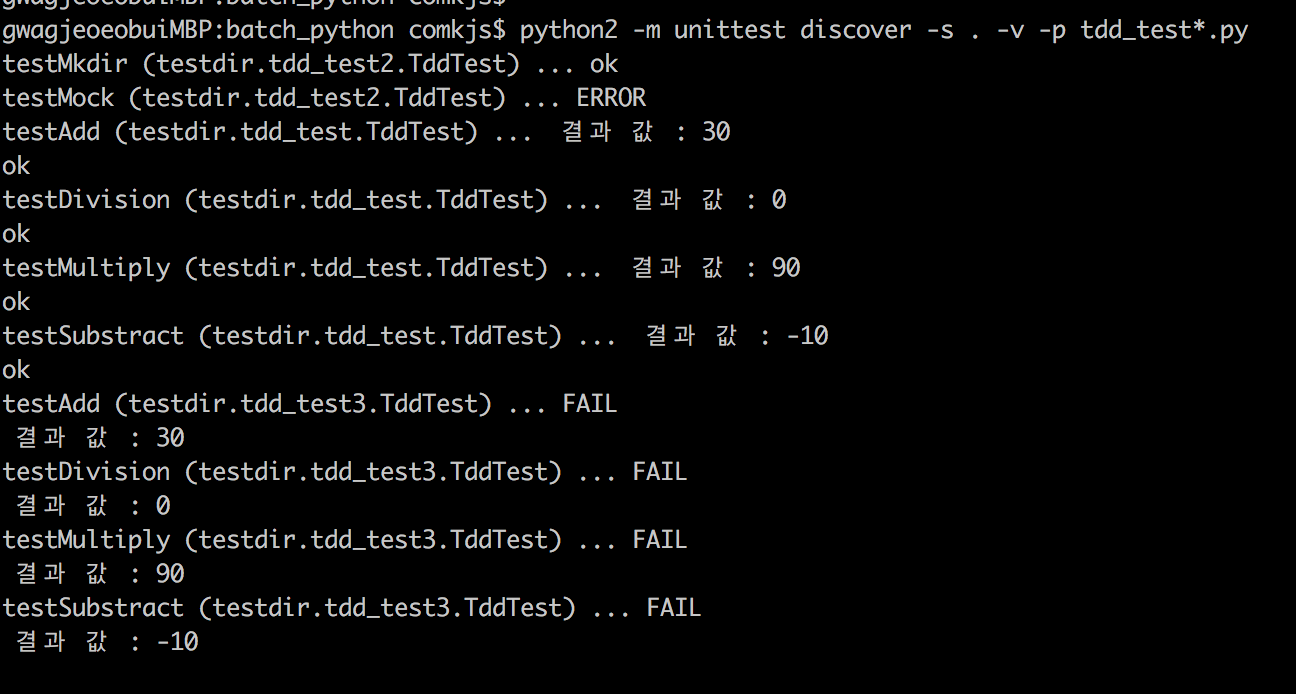 gwagjeoeobuiMBP:batch_python comkjs$
gwagjeoeobuiMBP:batch_python comkjs$ python2 -m unittest discover -s . -v -p tdd_test*.py
testMkdir (testdir.tdd_test2.TddTest) ... ok
testMock (testdir.tdd_test2.TddTest) ... ERROR
testAdd (testdir.tdd_test.TddTest) ...  결과 값 : 30
ok
testDivision (testdir.tdd_test.TddTest) ...  결과 값 : 0
ok
testMultiply (testdir.tdd_test.TddTest) ...  결과 값 : 90
ok
testSubstract (testdir.tdd_test.TddTest) ...  결과 값 : -10
ok
testAdd (testdir.tdd_test3.TddTest) ... FAIL
 결과 값 : 30
testDivision (testdir.tdd_test3.TddTest) ... FAIL
 결과 값 : 0
testMultiply (testdir.tdd_test3.TddTest) ... FAIL
 결과 값 : 90
testSubstract (testdir.tdd_test3.TddTest) ... FAIL
 결과 값 : -10